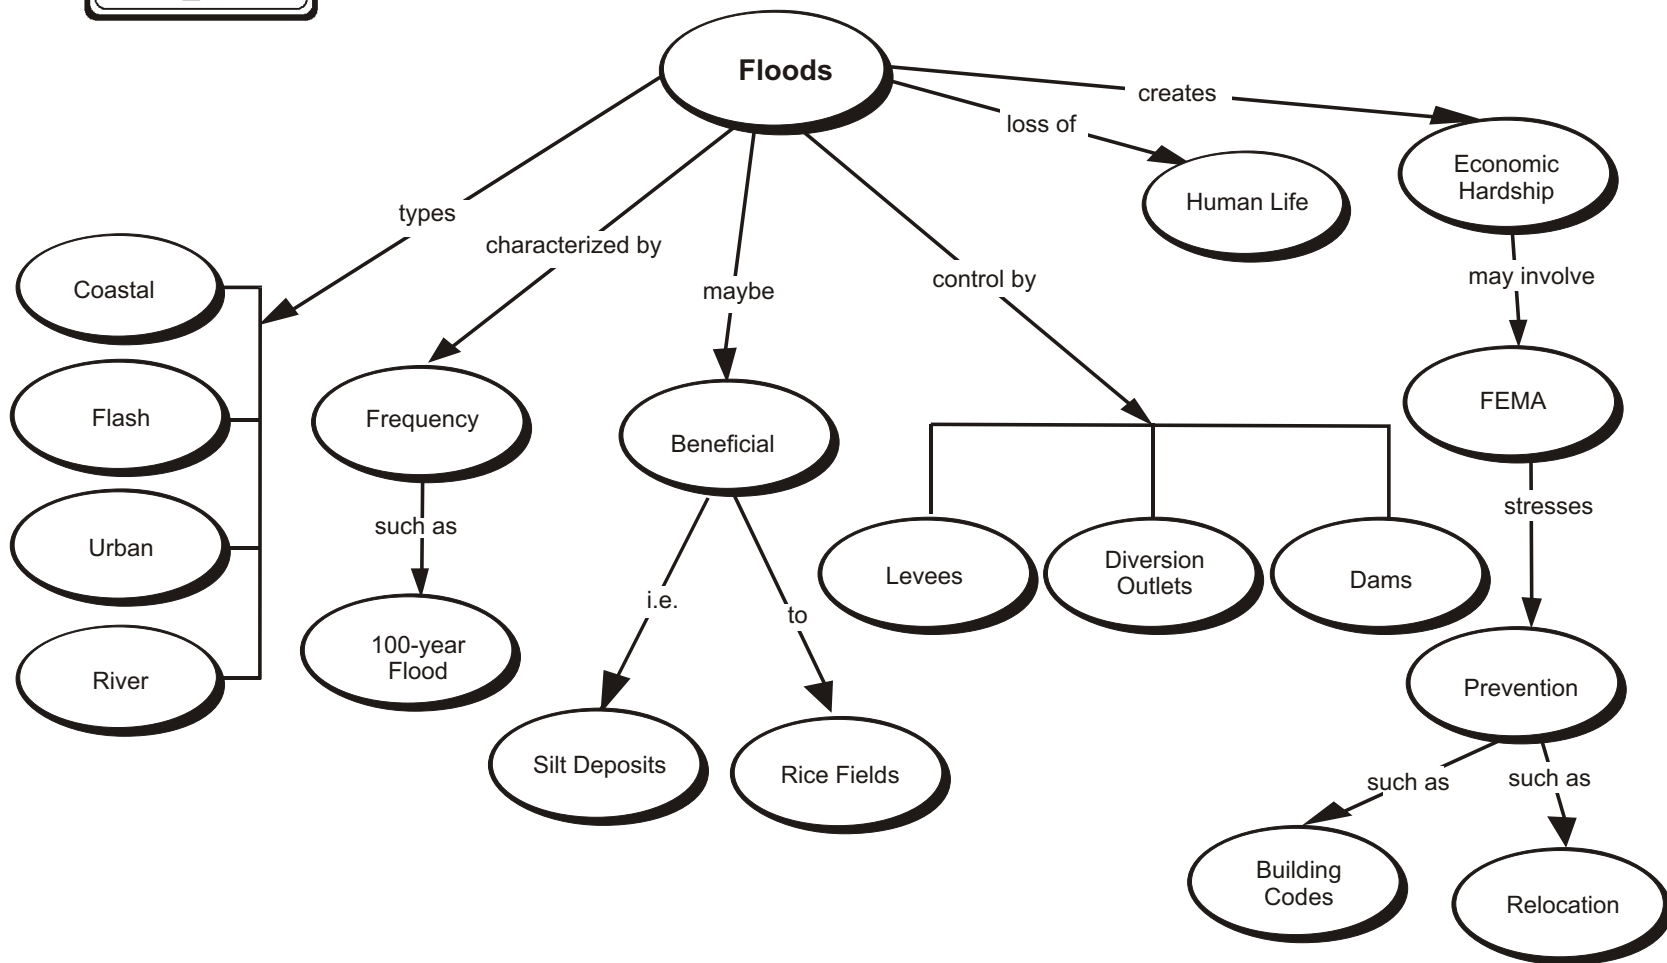 Floods
creates
loss of
Economic
Hardship
Human Life
types
characterized by
maybe
control by
may involve
Coastal
Flash
Urban
River
Frequency
such as
100-year
Flood
Beneficial
i.e.
to
Silt Deposits
Rice Fields
Levees
Diversion
Outlets
Dams
FEMA
stresses
Prevention
such as
such as
Building
Codes
Relocation